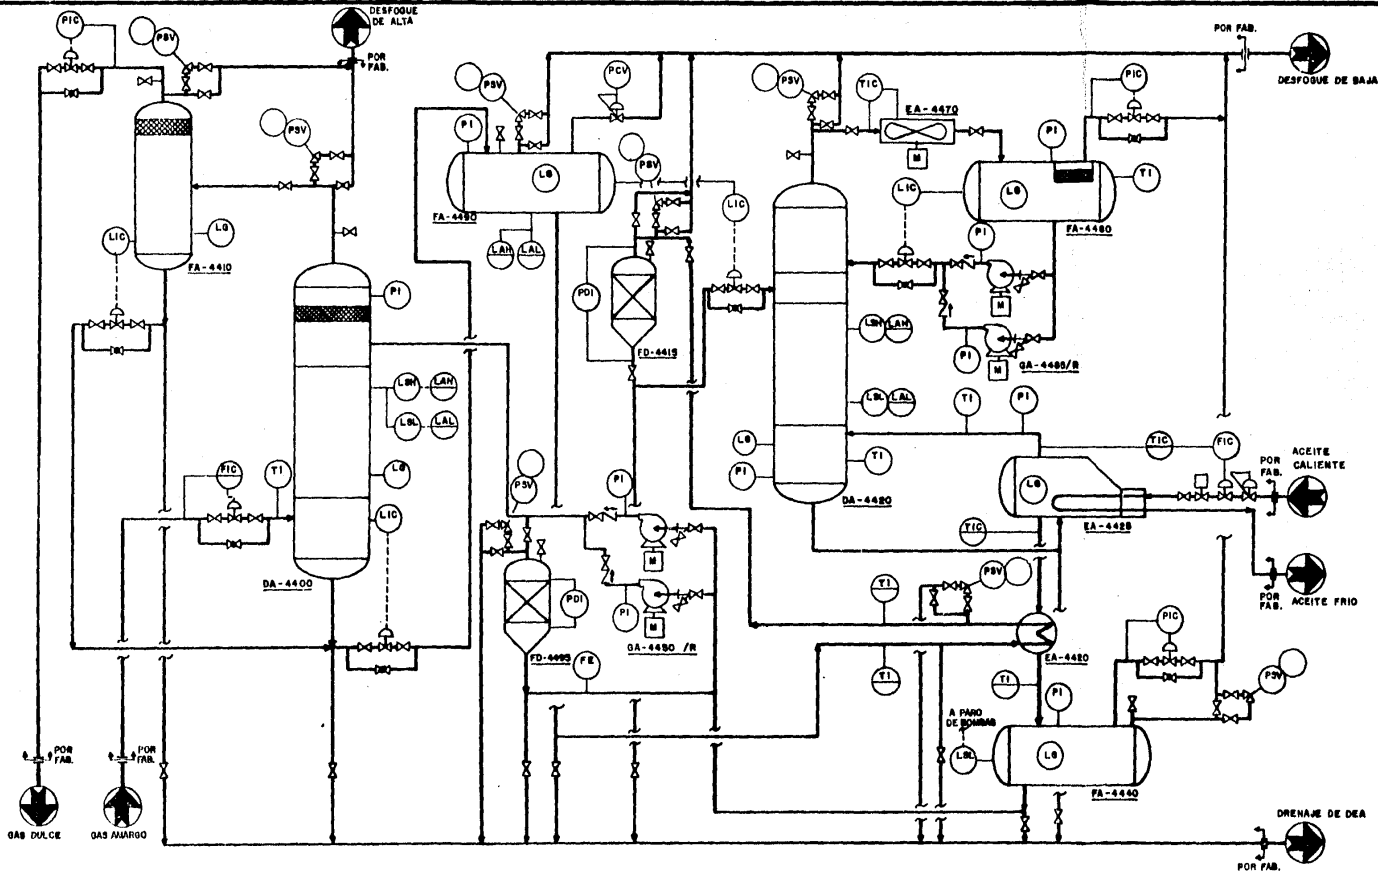 DESFOGUE
DE ALTA
PIC
PSV
POR
FAB.
POR FAB.
DESFOGUE DE BAJA
PSV
PCV
PSV
TIC
EA-4470
PIC
PSV
PI
PI
M
LG
PSV
LIC
LIC
LG
TI
FA-4490
FA-4480
LIC
LG
FA-4410
LAH
LAL
PI
PDI
M
PI
FD-4415
LSH
LAH
PI
M
GA-4485/R
LSH
LAH
LSL
LAL
LSL
LAL
TI
PI
LG
TI
PI
DA-4420
TIC
FIC
POR
FAB.
ACEITE
CALIENTE
LG
EA-4425
FIC
TI
LG
LIC
PSV
PI
TIC
M
DA-4400
PDI
PI
M
GA-4450 /R
FD-4495
FE
TI
PSV
POR
FAB.
ACEITE FRIO
TI
EA-4420
PIC
TI
PI
PSV
A PARO
DE BOMBAS
LSL
LG
FA-4440
POR
FAB.
POR
FAB.
GAS DULCE
GAS AMARGO
DRENAJE DE DEA
POR FAB.